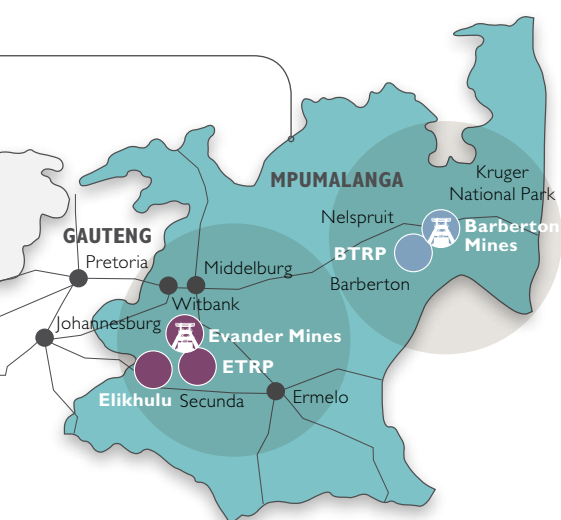 Kruger
National Park
MPUMALANGA
Nelspruit
Barberton
Mines
BTRP
Barberton
GAUTENG
Pretoria
Middelburg
Witbank
Johannesburg
Evander Mines
ETRP
Elikhulu
Secunda
Ermelo